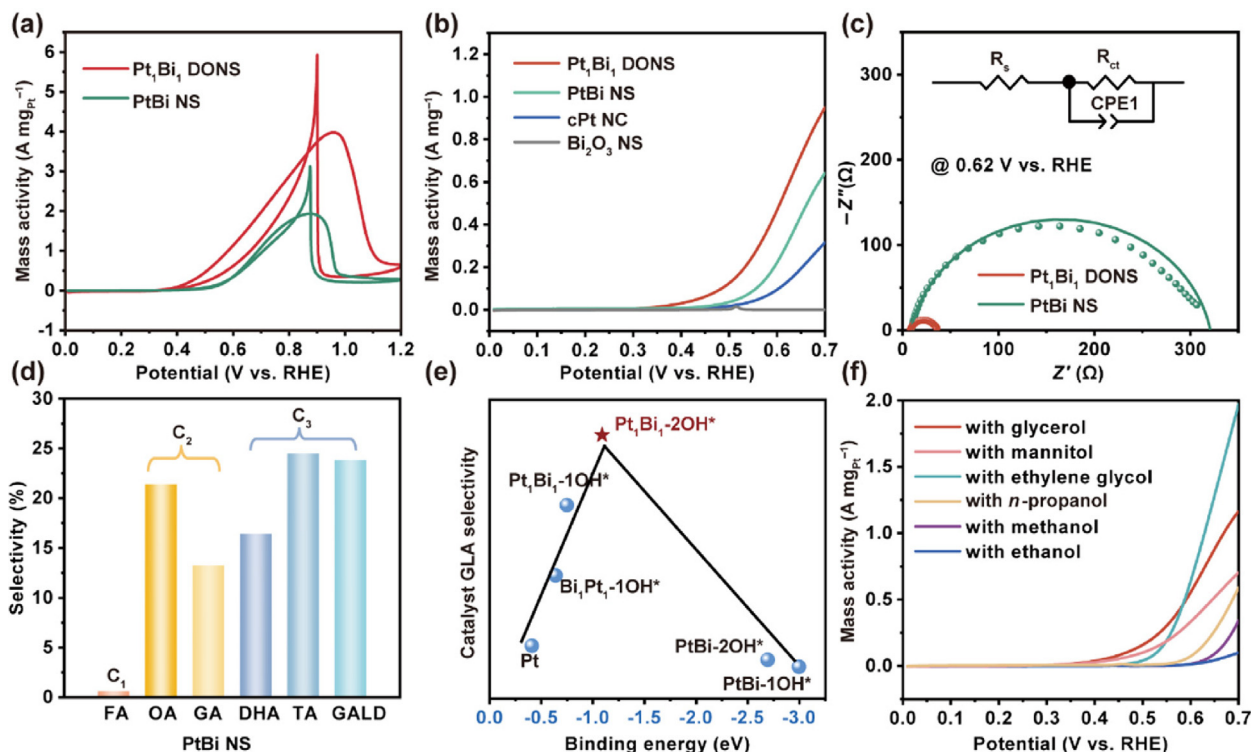 (a)
Mass activity (A mg_Pt⁻¹)
6
5
4
3
2
1
0
-1
Pt₁Bi₁ DONS
PtBi NS
0.0 0.2 0.4 0.6 0.8 1.0 1.2
Potential (V vs. RHE)
(b)
Mass activity (A mg⁻¹)
1.2
1.0
0.8
0.6
0.4
0.2
0.0
Pt₁Bi₁ DONS
PtBi NS
cPt NC
Bi₂O₃ NS
0.0 0.1 0.2 0.3 0.4 0.5 0.6 0.7
Potential (V vs. RHE)
(c)
−Z''(Ω)
300
200
100
0
Rs
Rct
CPE1
@ 0.62 V vs. RHE
Pt₁Bi₁ DONS
PtBi NS
0 100 200 300
Z' (Ω)
(d)
Selectivity (%)
30
25
20
15
10
5
0
C₁
C₂
C₃
FA OA GA DHA TA GALD
PtBi NS
(e)
Catalyst GLA selectivity
Pt₁Bi₁-2OH*
Pt₁Bi₁-1OH*
Bi₁Pt₁-1OH*
Pt
PtBi-2OH*
PtBi-1OH*
0.0 -0.5 -1.0 -1.5 -2.0 -2.5 -3.0
Binding energy (eV)
(f)
Mass activity (A mg_Pt⁻¹)
2.0
1.5
1.0
0.5
0.0
with glycerol
with mannitol
with ethylene glycol
with n-propanol
with methanol
with ethanol
0.0 0.1 0.2 0.3 0.4 0.5 0.6 0.7
Potential (V vs. RHE)